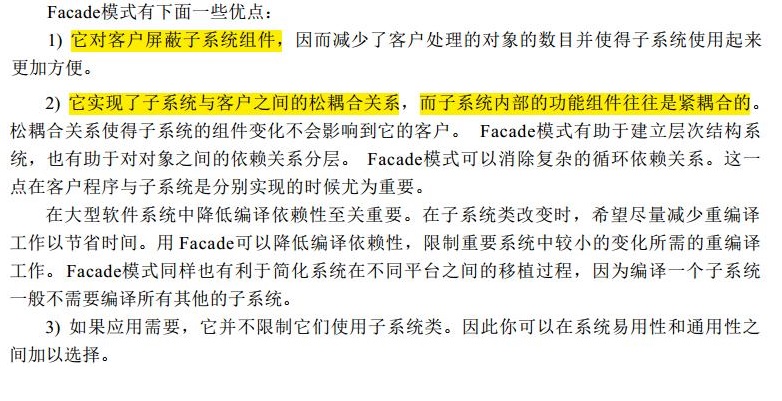 Facade模式有下面一些优点：
1) 它对客户屏蔽子系统组件，因而减少了客户处理的对象的数目并使得子系统使用起来
更加方便。
2) 它实现了子系统与客户之间的松耦合关系，而子系统内部的功能组件往往是紧耦合的。
松耦合关系使得子系统的组件变化不会影响到它的客户。 Facade模式有助于建立层次结构系
统，也有助于对对象之间的依赖关系分层。 Facade模式可以消除复杂的循环依赖关系。这一
点在客户程序与子系统是分别实现的时候尤为重要。
在大型软件系统中降低编译依赖性至关重要。在子系统类改变时，希望尽量减少重编译
工作以节省时间。用 Facade可以降低编译依赖性，限制重要系统中较小的变化所需的重编译
工作。Facade模式同样也有利于简化系统在不同平台之间的移植过程，因为编译一个子系统
一般不需要编译所有其他的子系统。
3) 如果应用需要，它并不限制它们使用子系统类。因此你可以在系统易用性和通用性之
间加以选择。